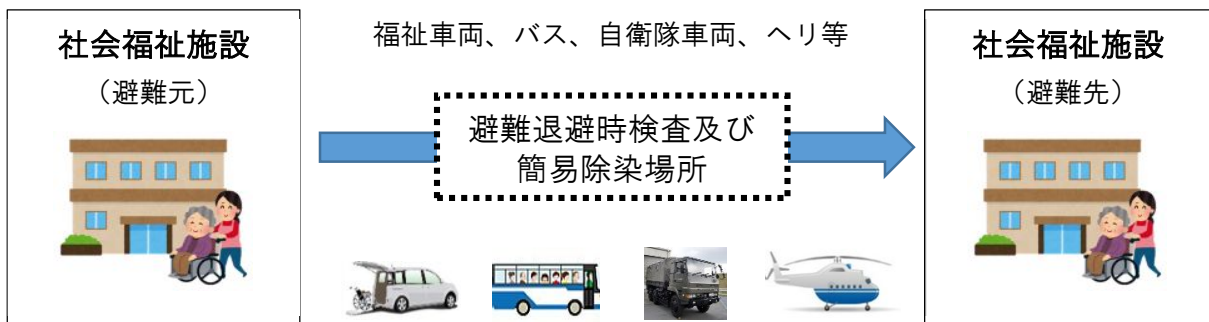 社会福祉施設
（避難元）
福祉車両、バス、自衛隊車両、ヘリ等
避難退避時検査及び
簡易除染場所
社会福祉施設
（避難先）